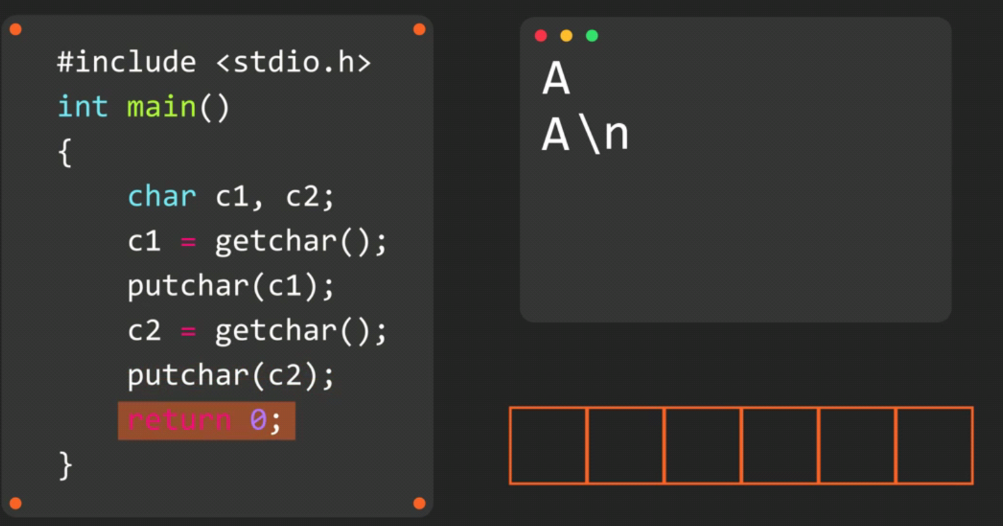 #include <stdio.h>
int main()
{
    char c1, c2;
    c1 = getchar();
    putchar(c1);
    c2 = getchar();
    putchar(c2);
    return 0;
}
A
A\n